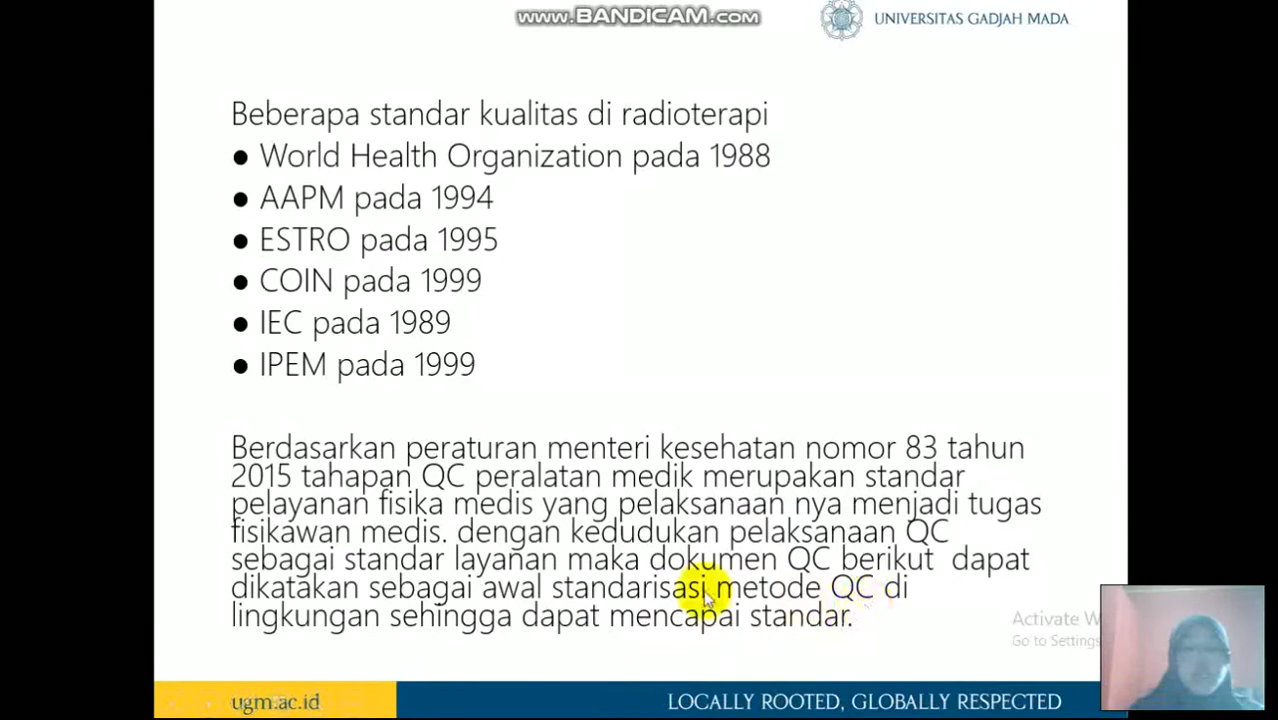 www.BANDICAM.com
UNIVERSITAS GADJAH MADA
Beberapa standar kualitas di radioterapi
● World Health Organization pada 1988
● AAPM pada 1994
● ESTRO pada 1995
● COIN pada 1999
● IEC pada 1989
● IPEM pada 1999
Berdasarkan peraturan menteri kesehatan nomor 83 tahun
2015 tahapan QC peralatan medik merupakan standar
pelayanan fisika medis yang pelaksanaan nya menjadi tugas
fisikawan medis. dengan kedudukan pelaksanaan QC
sebagai standar layanan maka dokumen QC berikut dapat
dikatakan sebagai awal standarisasi metode QC di
lingkungan sehingga dapat mencapai standar.
Activate W
Go to Settings
ugm.ac.id
LOCALLY ROOTED, GLOBALLY RESPECTED